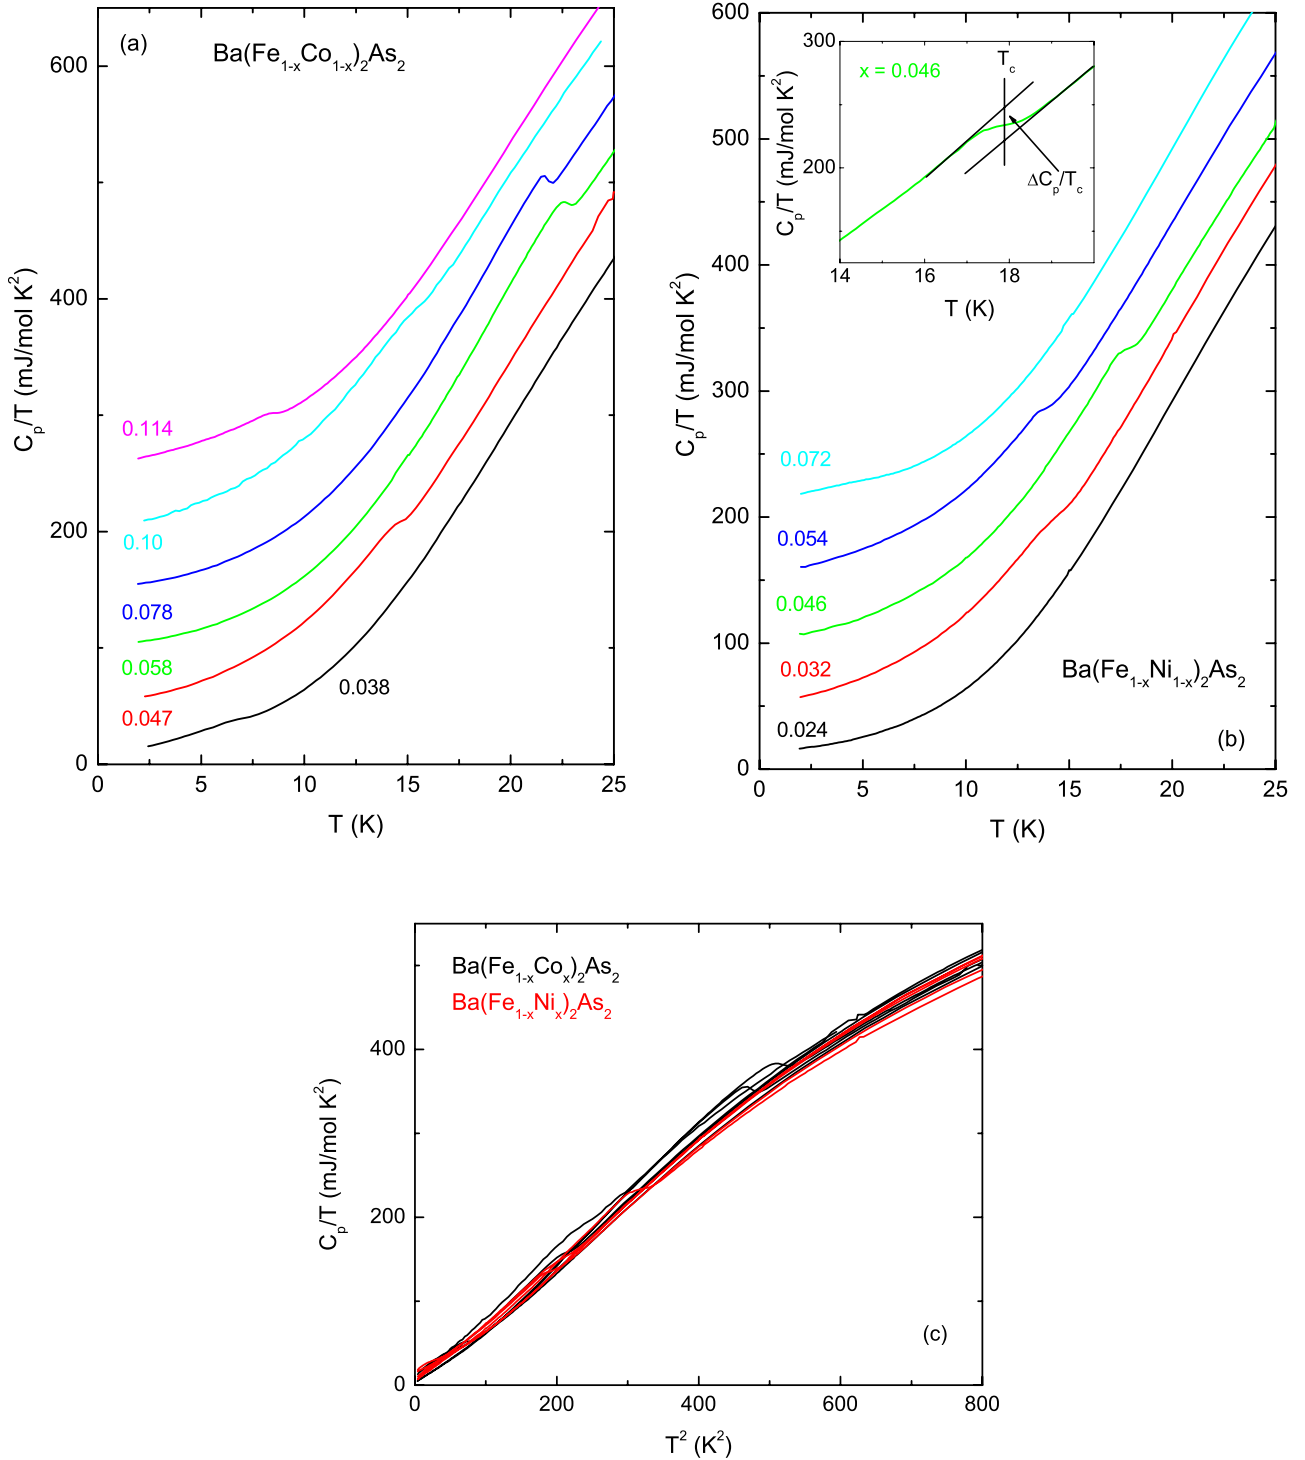 (a)
Ba(Fe₁₋ₓCo₁₋ₓ)₂As₂
600
400
200
0
Cₚ/T (mJ/mol K²)
0.114
0.10
0.078
0.058
0.047
0.038
0 5 10 15 20 25
T (K)
600
500
400
300
200
100
0
Cₚ/T (mJ/mol K²)
300
200
Cₚ/T (mJ/mol K²)
x = 0.046
T_c
ΔCₚ/T_c
14 16 18
T (K)
0.072
0.054
0.046
0.032
0.024
Ba(Fe₁₋ₓNi₁₋ₓ)₂As₂
(b)
0 5 10 15 20 25
T (K)
Ba(Fe₁₋ₓCoₓ)₂As₂
Ba(Fe₁₋ₓNiₓ)₂As₂
400
200
0
Cₚ/T (mJ/mol K²)
(c)
0 200 400 600 800
T² (K²)